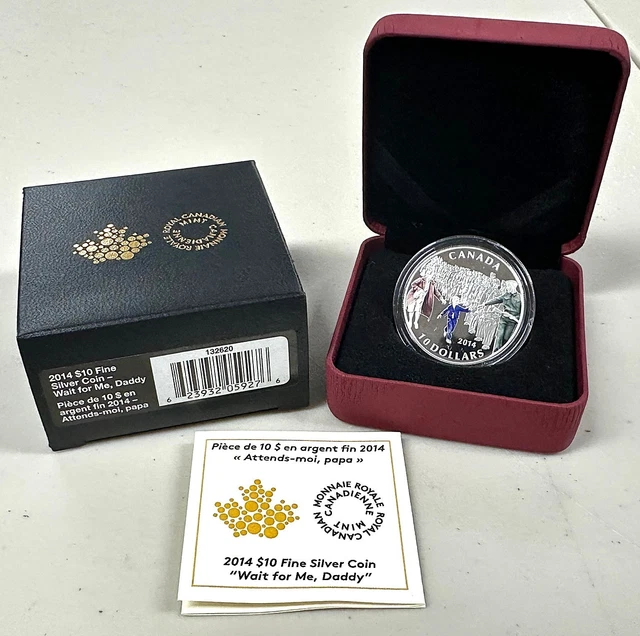 ROYAL CANADIAN MINT
MONNAIE ROYALE CANADIENNE
132620
2014 $10 Fine
Silver Coin –
Wait for Me, Daddy
Pièce de 10 $ en
argent fin 2014 –
Attends-moi, papa
6 23932 05927 6
CANADA
2014
10 DOLLARS
Pièce de 10 $ en argent fin 2014
« Attends-moi, papa »
MONNAIE ROYALE CANADIENNE
ROYAL CANADIAN MINT
2014 $10 Fine Silver Coin
“Wait for Me, Daddy”